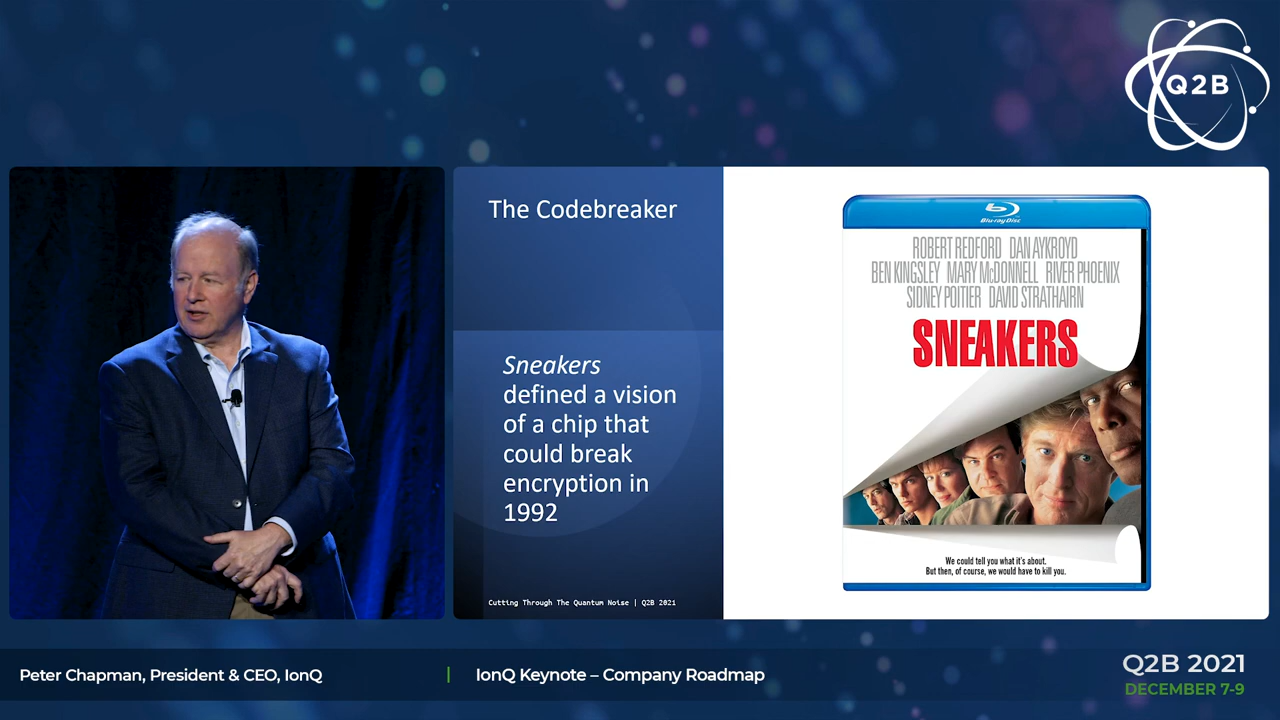 Q2B
The Codebreaker
Sneakers
defined a vision
of a chip that
could break
encryption in
1992
Cutting Through The Quantum Noise | Q2B 2021
Blu-ray Disc
ROBERT REDFORD DAN AYKROYD
BEN KINGSLEY MARY McDONNELL RIVER PHOENIX
SIDNEY POITIER DAVID STRATHAIRN
SNEAKERS
We could tell you what it's about.
But then, of course, we would have to kill you.
Peter Chapman, President & CEO, IonQ | IonQ Keynote – Company Roadmap
Q2B 2021
DECEMBER 7-9